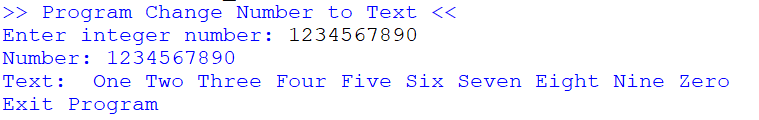 >> Program Change Number to Text <<
Enter integer number: 1234567890
Number: 1234567890
Text:  One Two Three Four Five Six Seven Eight Nine Zero
Exit Program